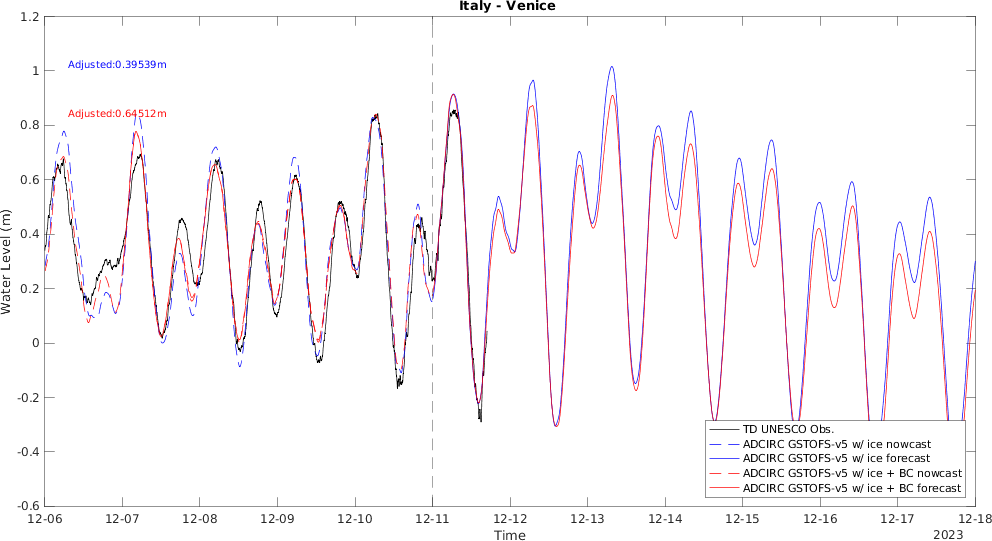 Italy - Venice
1.2
1
0.8
0.6
0.4
0.2
0
-0.2
-0.4
-0.6
Water Level (m)
Adjusted:0.39539m
Adjusted:0.64512m
TD UNESCO Obs.
ADCIRC GSTOFS-v5 w/ ice nowcast
ADCIRC GSTOFS-v5 w/ ice forecast
ADCIRC GSTOFS-v5 w/ ice + BC nowcast
ADCIRC GSTOFS-v5 w/ ice + BC forecast
12-06 12-07 12-08 12-09 12-10 12-11 12-12 12-13 12-14 12-15 12-16 12-17 12-18
Time
2023